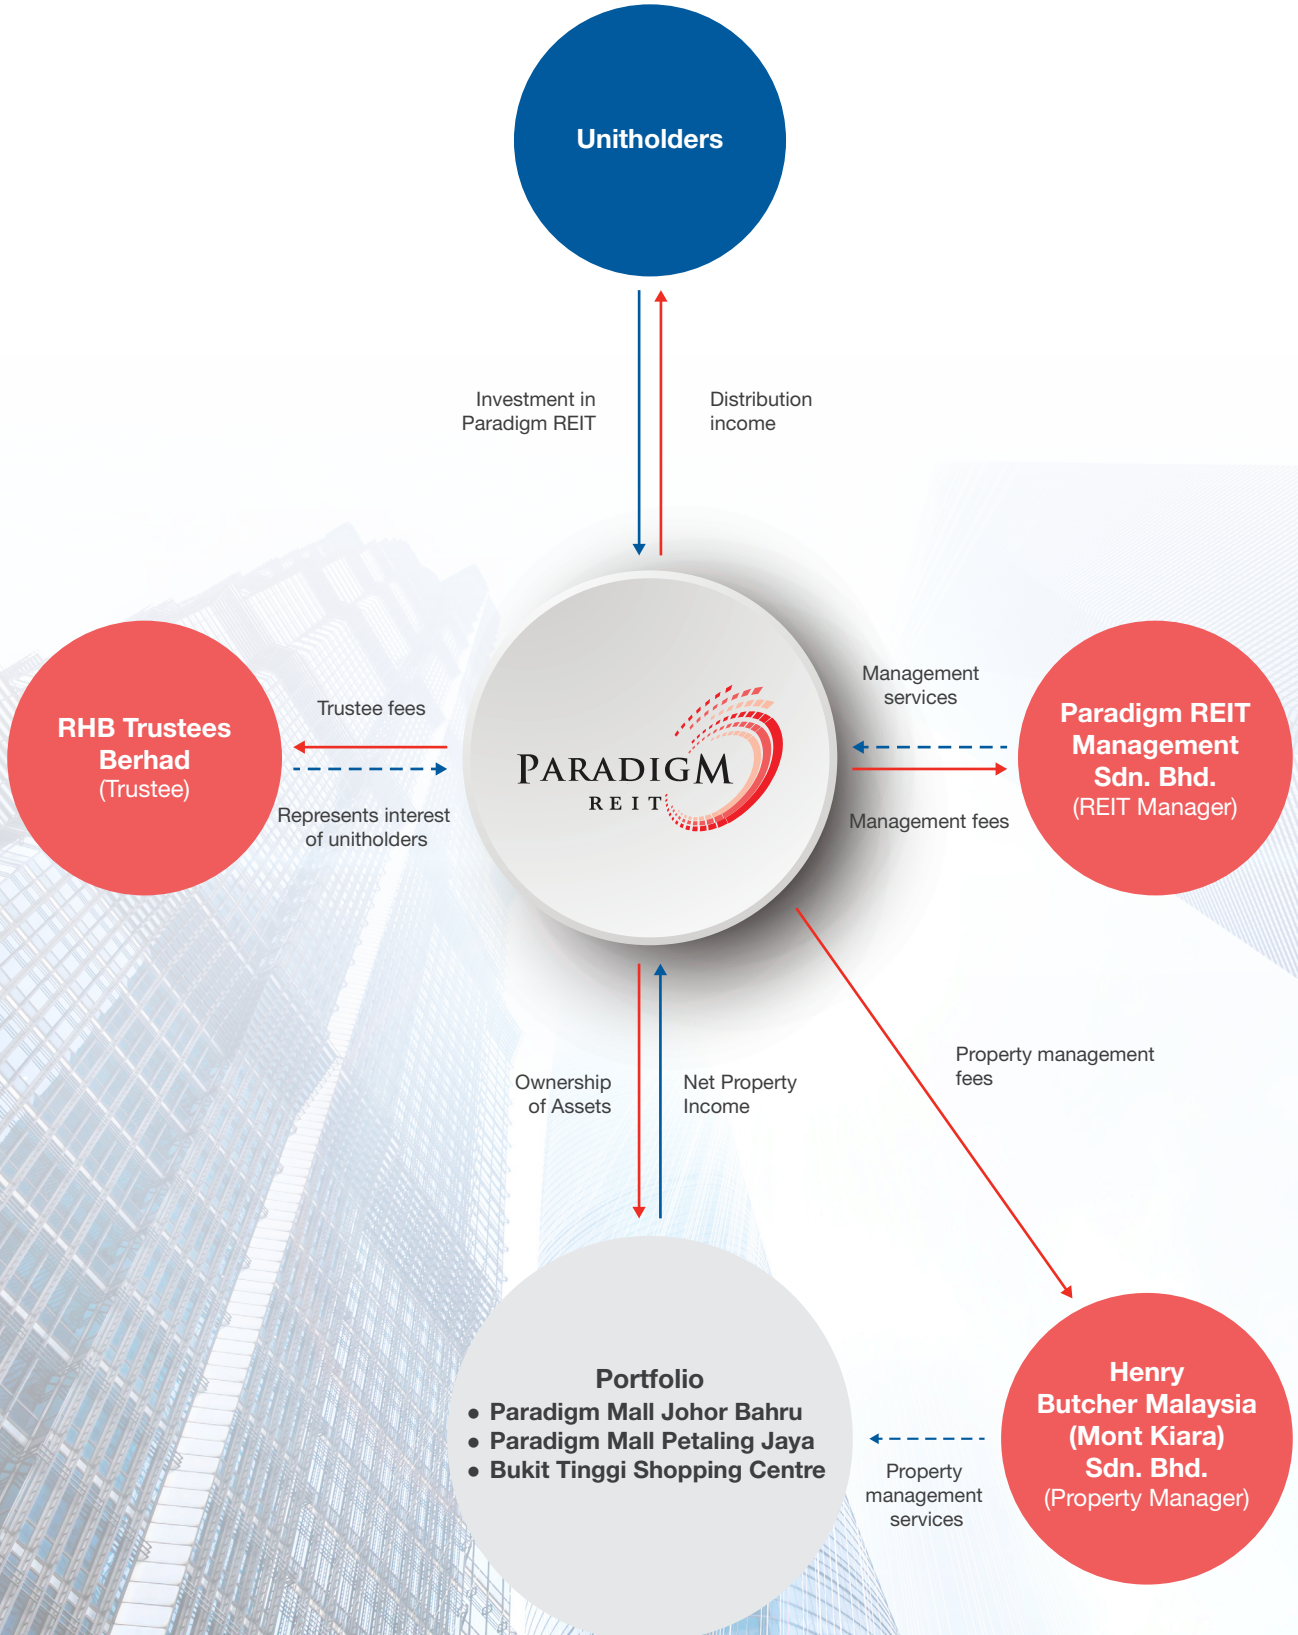 Unitholders
Investment in
Paradigm REIT
Distribution
income
RHB Trustees
Berhad
(Trustee)
Trustee fees
Represents interest
of unitholders
PARADIGM
REIT
Management
services
Management fees
Paradigm REIT
Management
Sdn. Bhd.
(REIT Manager)
Ownership
of Assets
Net Property
Income
Property management
fees
Portfolio
● Paradigm Mall Johor Bahru
● Paradigm Mall Petaling Jaya
● Bukit Tinggi Shopping Centre
Property
management
services
Henry
Butcher Malaysia
(Mont Kiara)
Sdn. Bhd.
(Property Manager)